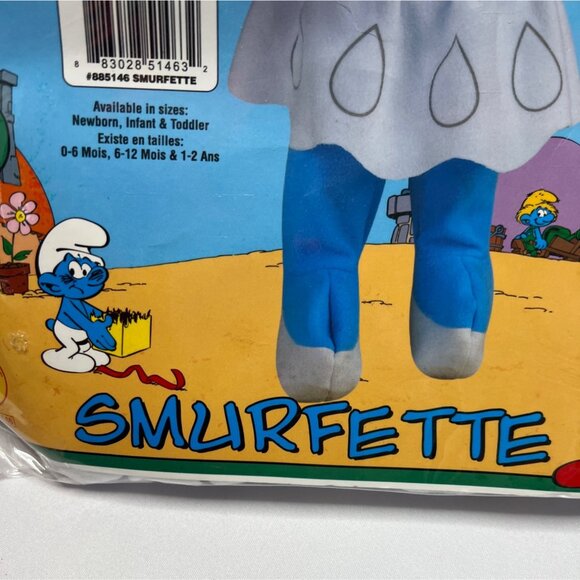 8 83028 51463 2
#885146 SMURFETTE
Available in sizes:
Newborn, Infant & Toddler
Existe en tailles:
0-6 Mois, 6-12 Mois & 1-2 Ans
SMURFETTE